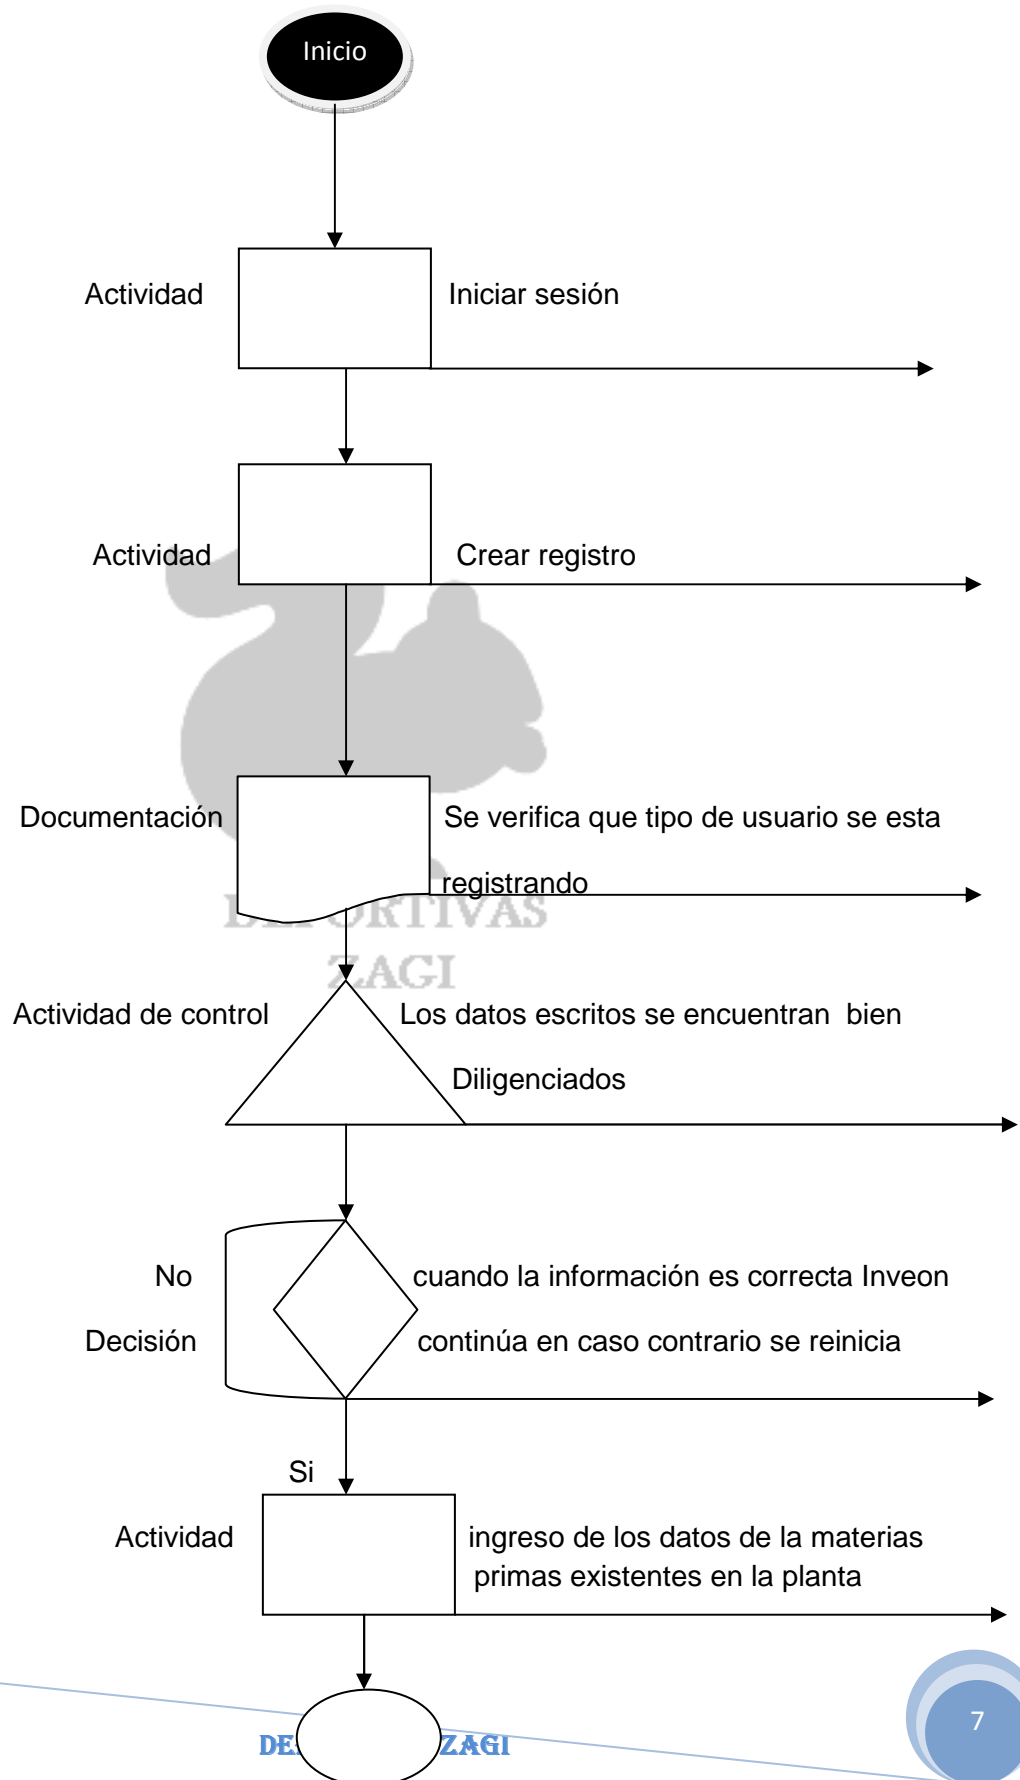 Inicio
Actividad Iniciar sesión
Actividad Crear registro
Documentación Se verifica que tipo de usuario se esta
registrando
DEPORTIVAS
ZAGI
Actividad de control Los datos escritos se encuentran bien
Diligenciados
No cuando la información es correcta Inveon
Decisión continúa en caso contrario se reinicia
Si
Actividad ingreso de los datos de la materias
primas existentes en la planta
7
ZAGI